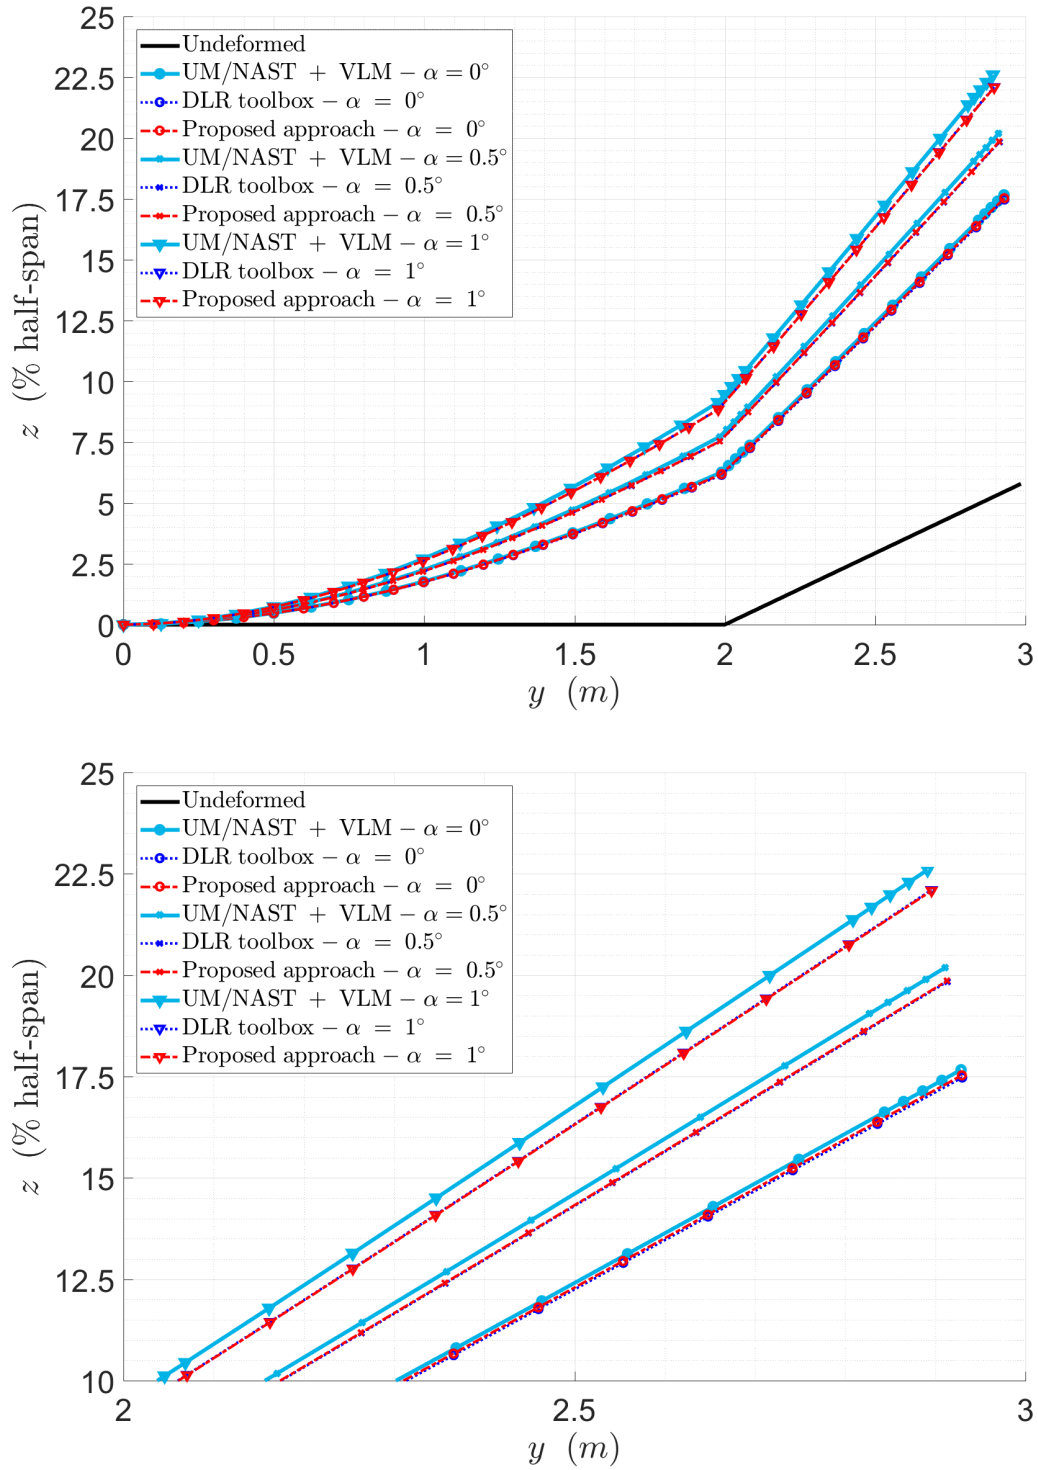 25
22.5
20
17.5
15
12.5
10
7.5
5
2.5
0
z (% half-span)
Undeformed
UM/NAST + VLM − α = 0°
DLR toolbox − α = 0°
Proposed approach − α = 0°
UM/NAST + VLM − α = 0.5°
DLR toolbox − α = 0.5°
Proposed approach − α = 0.5°
UM/NAST + VLM − α = 1°
DLR toolbox − α = 1°
Proposed approach − α = 1°
0 0.5 1 1.5 2 2.5 3
y (m)
25
22.5
20
17.5
15
12.5
10
z (% half-span)
Undeformed
UM/NAST + VLM − α = 0°
DLR toolbox − α = 0°
Proposed approach − α = 0°
UM/NAST + VLM − α = 0.5°
DLR toolbox − α = 0.5°
Proposed approach − α = 0.5°
UM/NAST + VLM − α = 1°
DLR toolbox − α = 1°
Proposed approach − α = 1°
2 2.5 3
y (m)